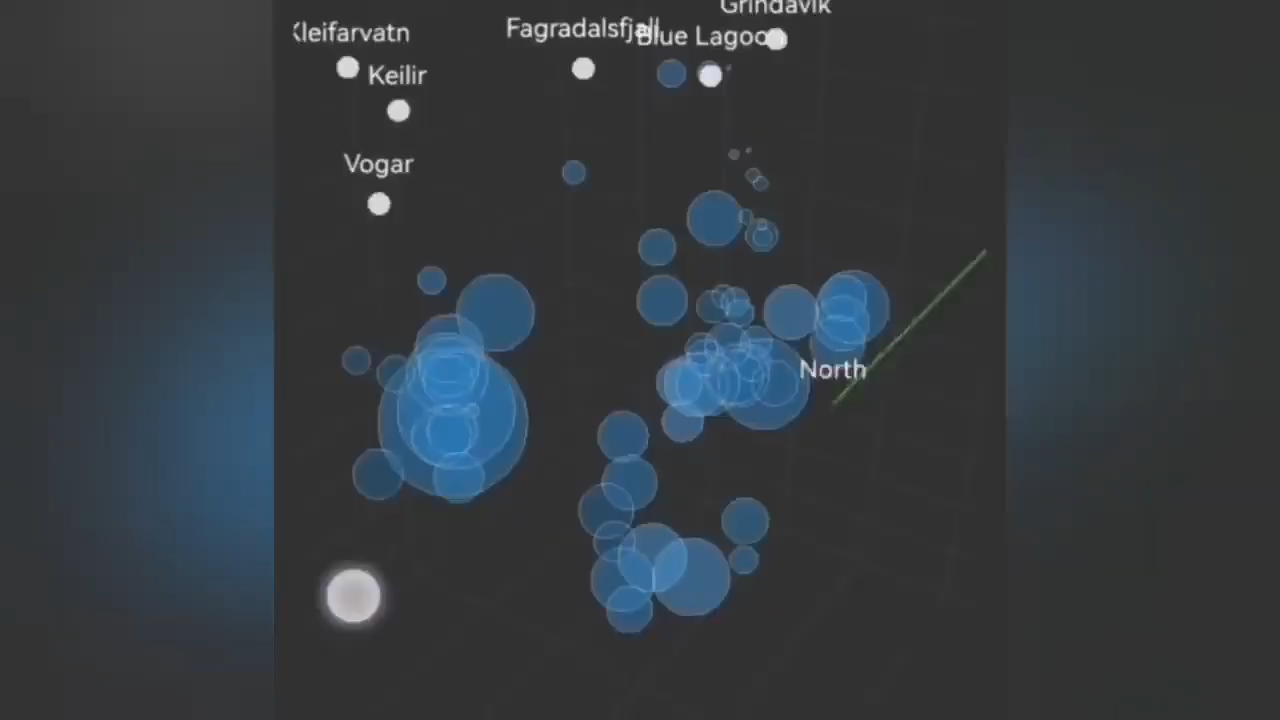 Grindavik
Kleifarvatn
Fagradalsfjall
Blue Lagoon
Keilir
Vogar
North